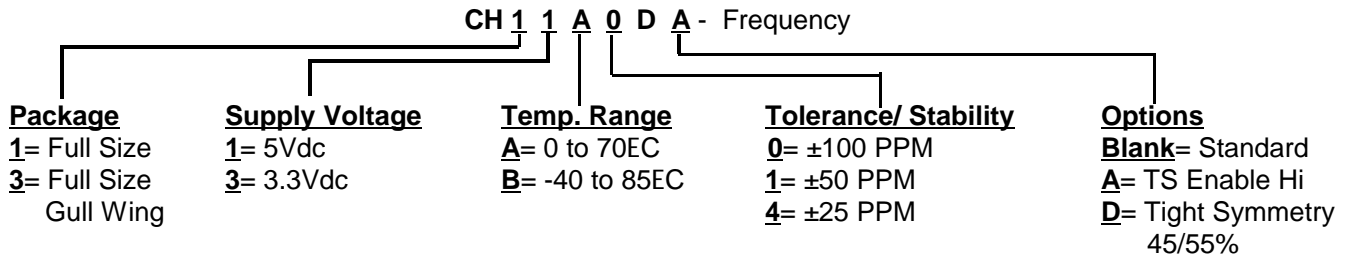 CH 1 1 A 0 D A - Frequency
Package
1= Full Size
3= Full Size
Gull Wing
Supply Voltage
1= 5Vdc
3= 3.3Vdc
Temp. Range
A= 0 to 70EC
B= -40 to 85EC
Tolerance/ Stability
0= ±100 PPM
1= ±50 PPM
4= ±25 PPM
Options
Blank= Standard
A= TS Enable Hi
D= Tight Symmetry
45/55%